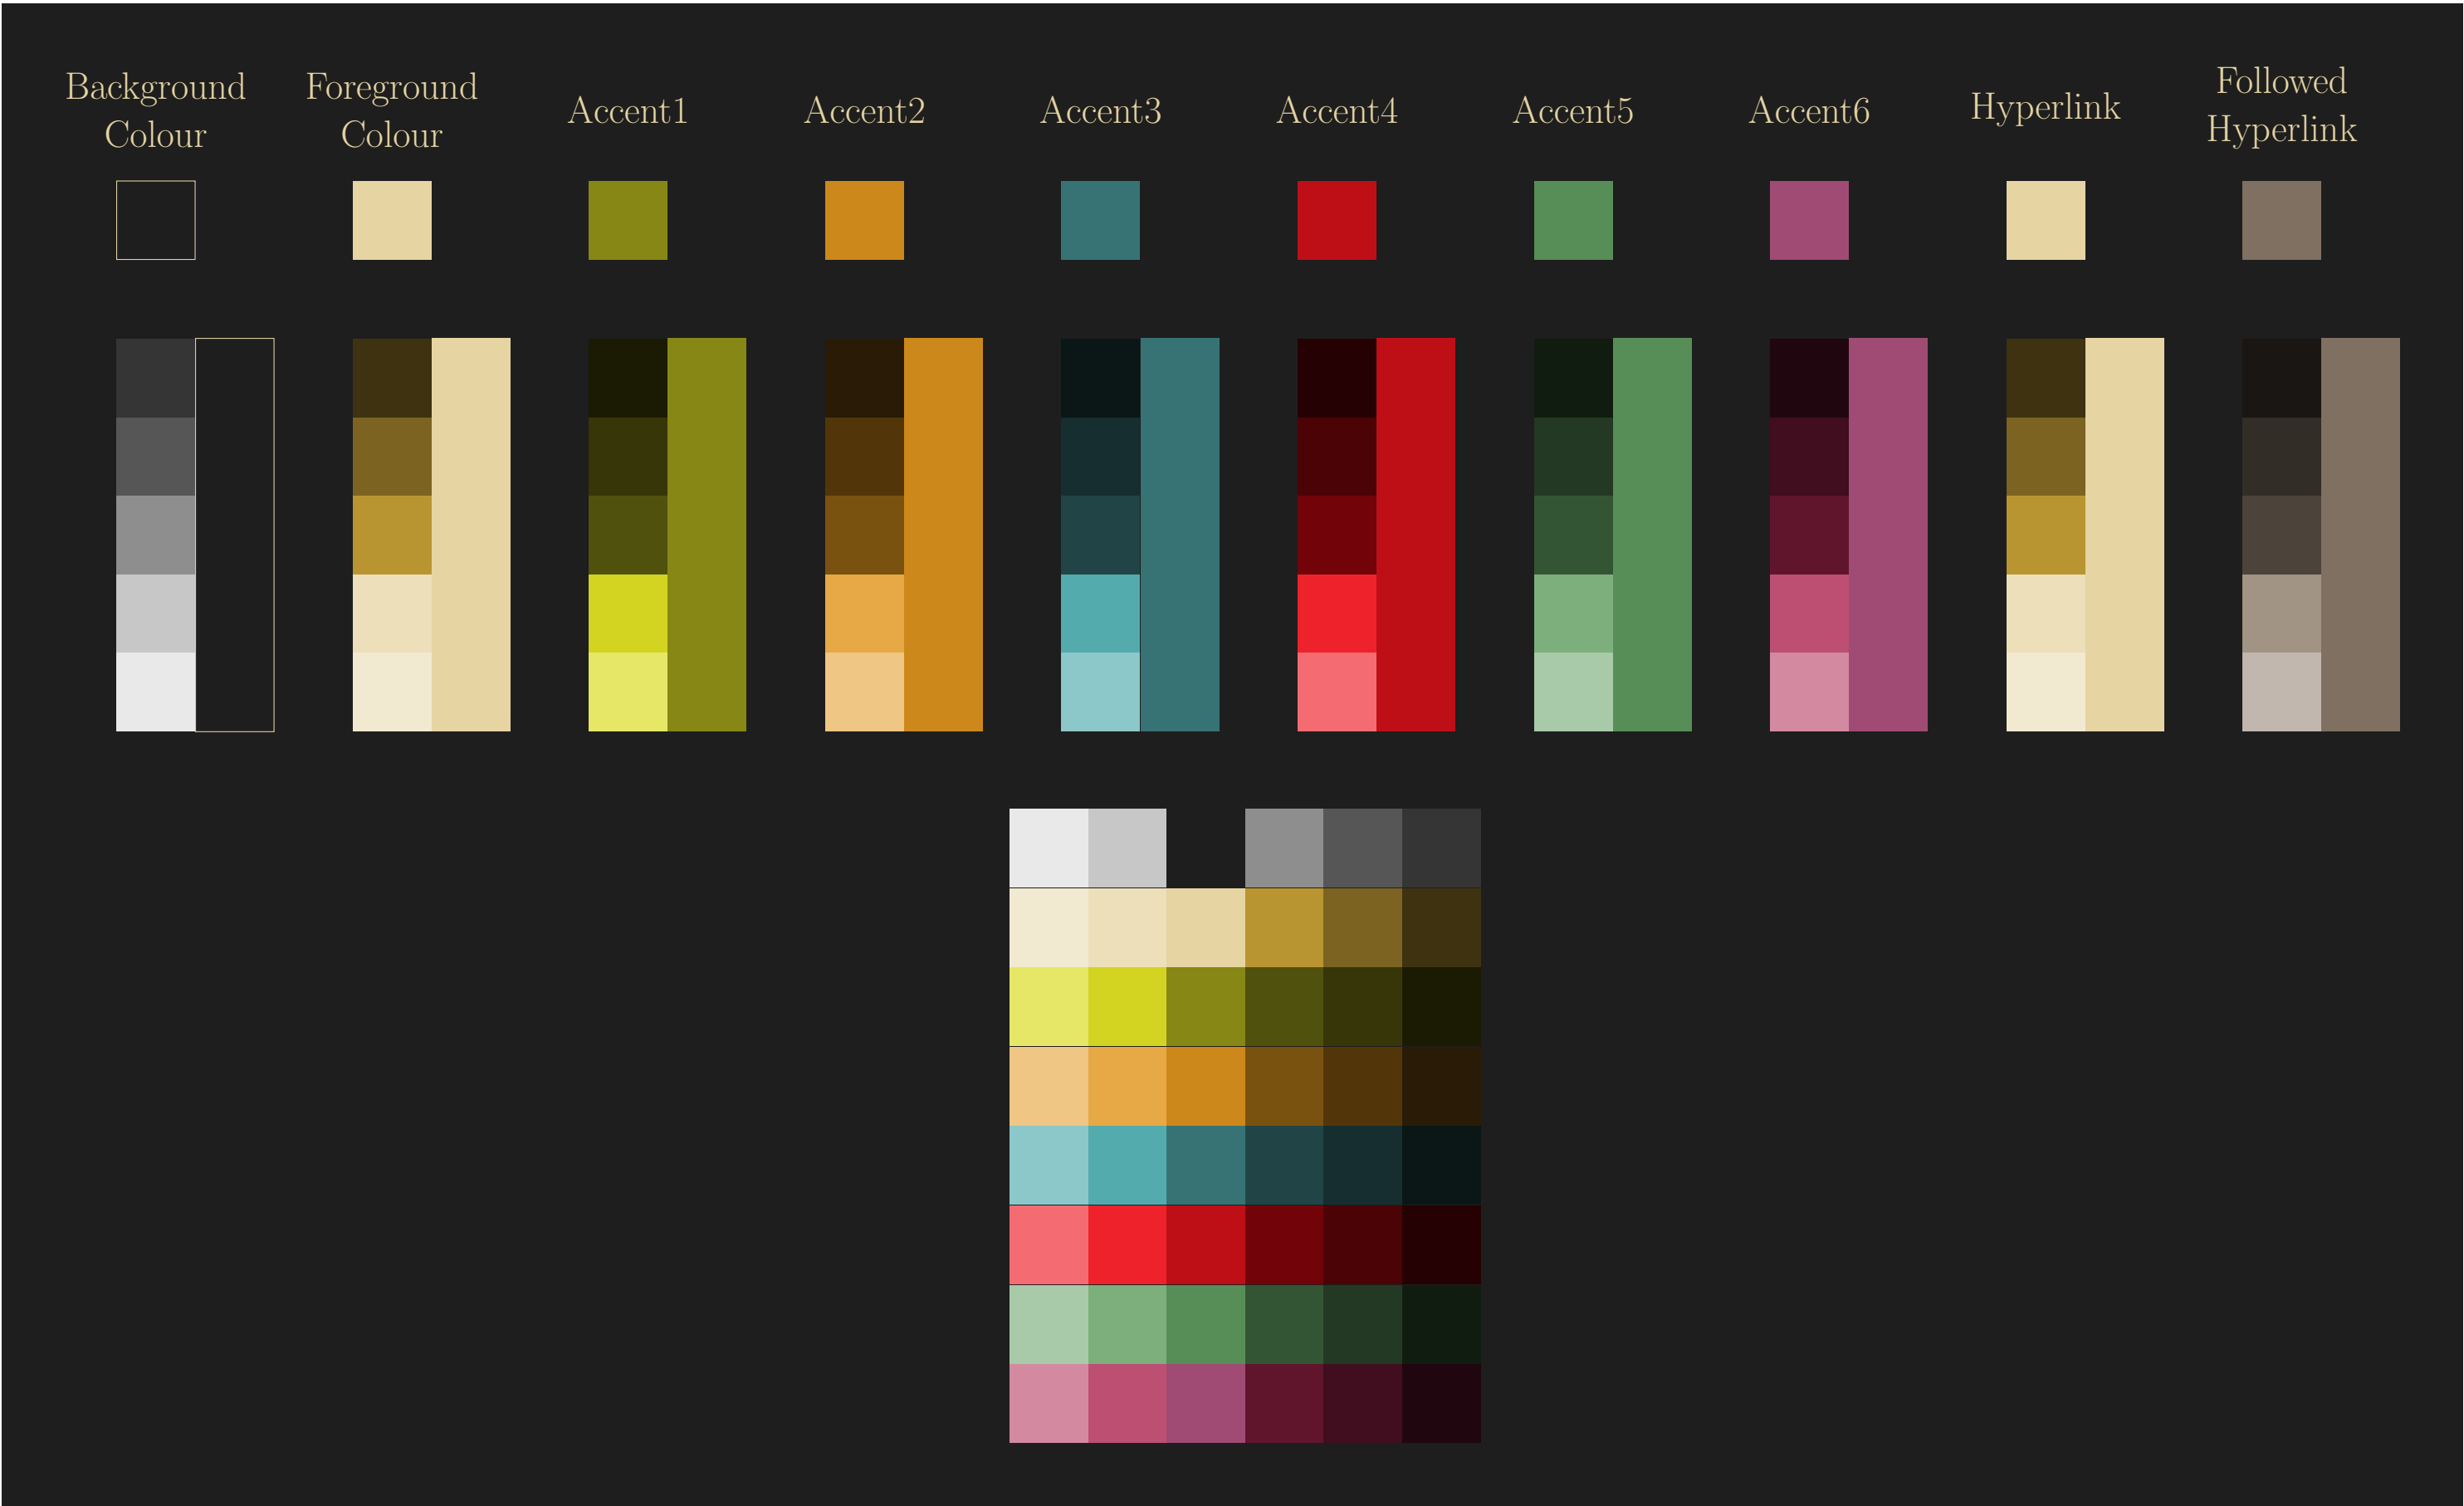 Background
Colour
Foreground
Colour
Accent1
Accent2
Accent3
Accent4
Accent5
Accent6
Hyperlink
Followed
Hyperlink